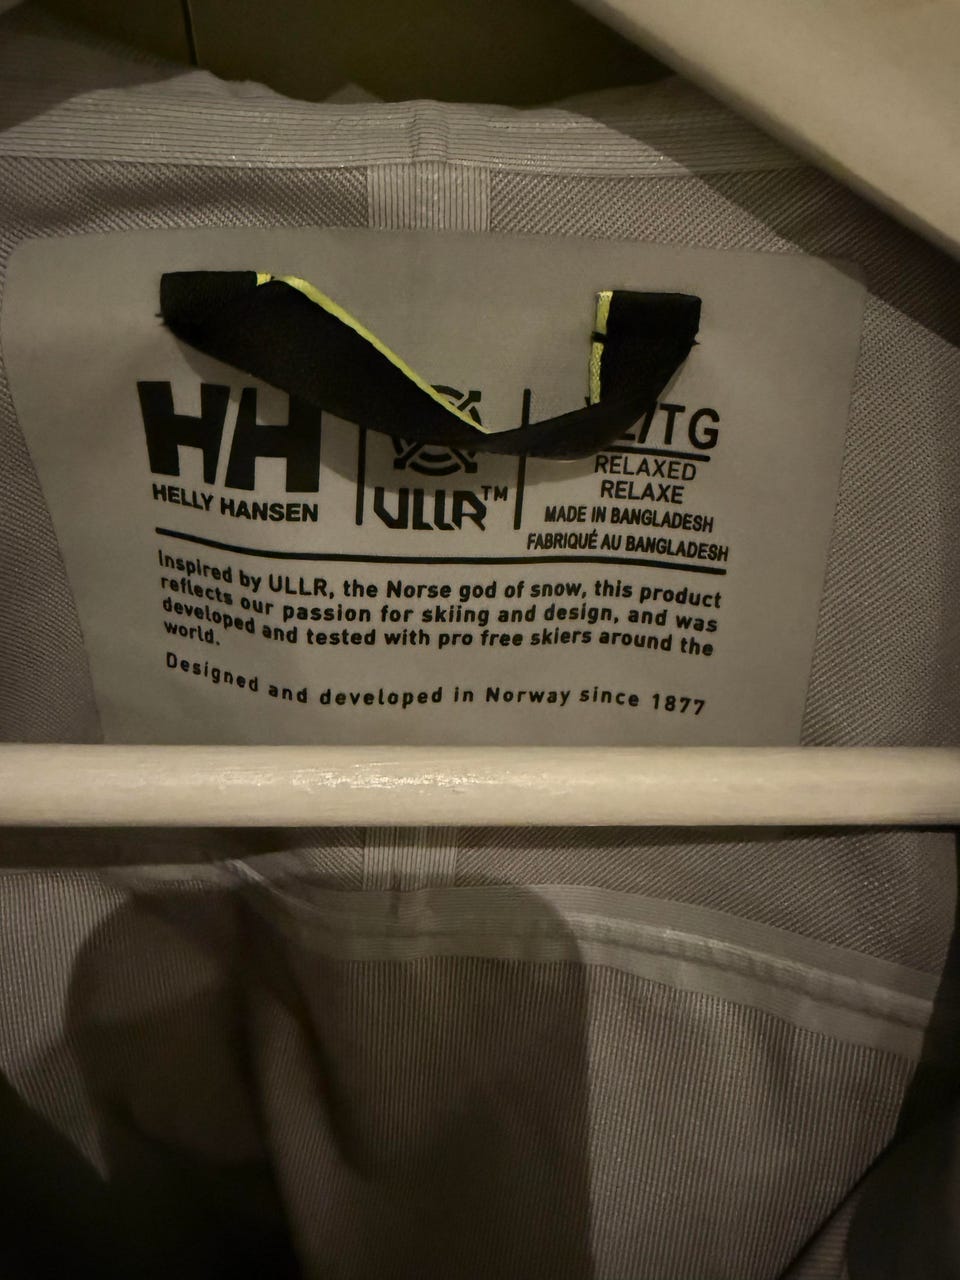 HH
HELLY HANSEN
ULLR™
/TG
RELAXED
RELAXE
MADE IN BANGLADESH
FABRIQUÉ AU BANGLADESH
Inspired by ULLR, the Norse god of snow, this product
reflects our passion for skiing and design, and was
developed and tested with pro free skiers around the
world.
Designed and developed in Norway since 1877